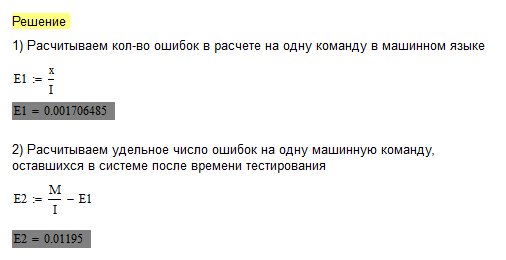 Решение
1) Расчитываем кол-во ошибок в расчете на одну команду в машинном языке
E1 := x/I
E1 = 0.001706485
2) Расчитываем удельное число ошибок на одну машинную команду,
оставшихся в системе после времени тестирования
E2 := M/I − E1
E2 = 0.01195